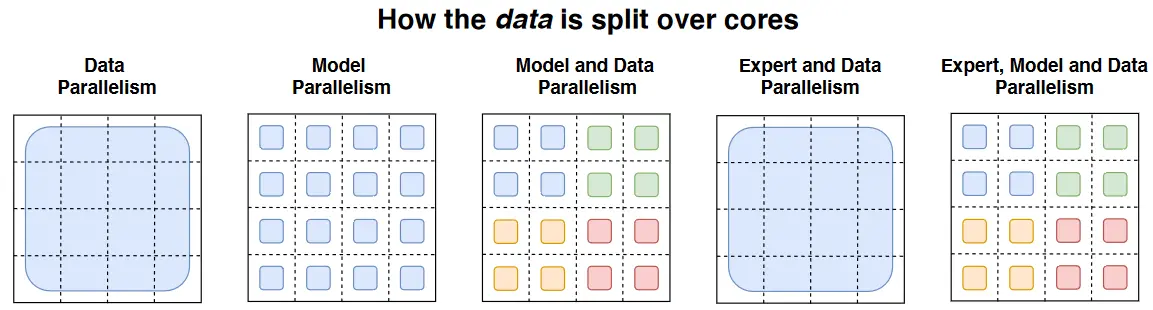 How the data is split over cores
Data
Parallelism
Model
Parallelism
Model and Data
Parallelism
Expert and Data
Parallelism
Expert, Model and Data
Parallelism